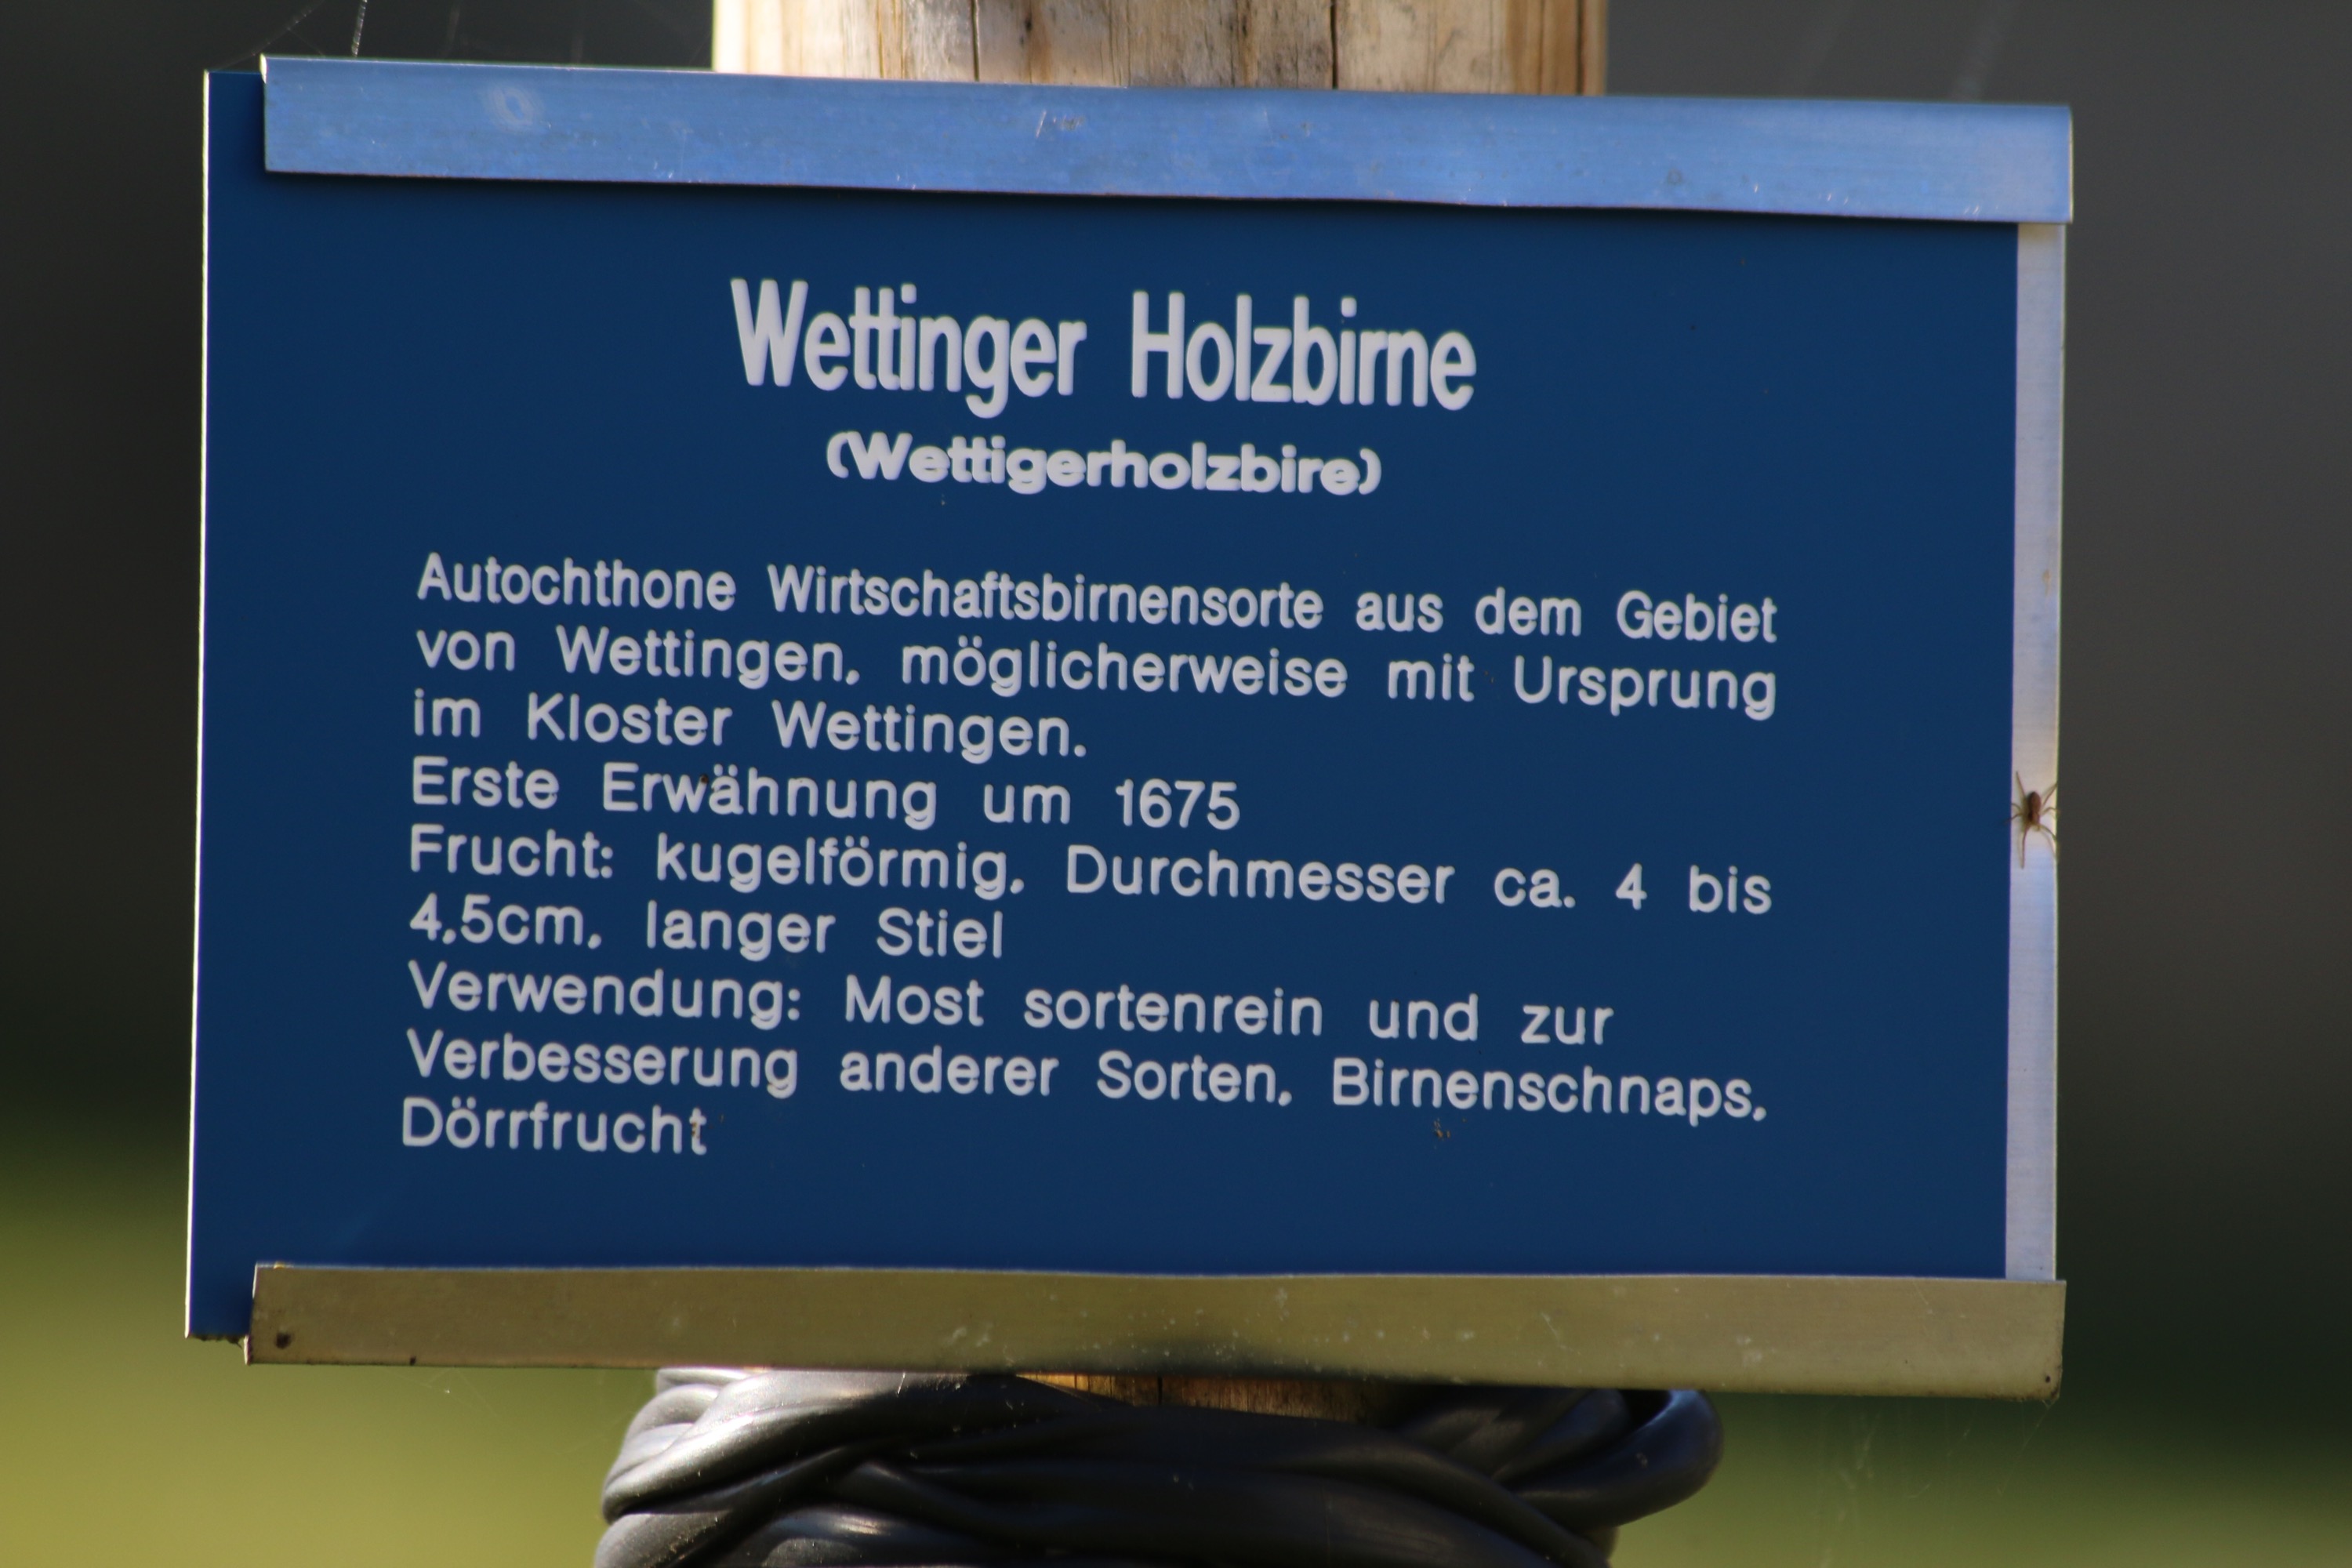 Wettinger Holzbirne
(Wettigerholzbire)
Autochthone Wirtschaftsbirnensorte aus dem Gebiet
von Wettingen, möglicherweise mit Ursprung
im Kloster Wettingen.
Erste Erwähnung um 1675
Frucht: kugelförmig, Durchmesser ca. 4 bis
4,5cm, langer Stiel
Verwendung: Most sortenrein und zur
Verbesserung anderer Sorten, Birnenschnaps,
Dörrfrucht